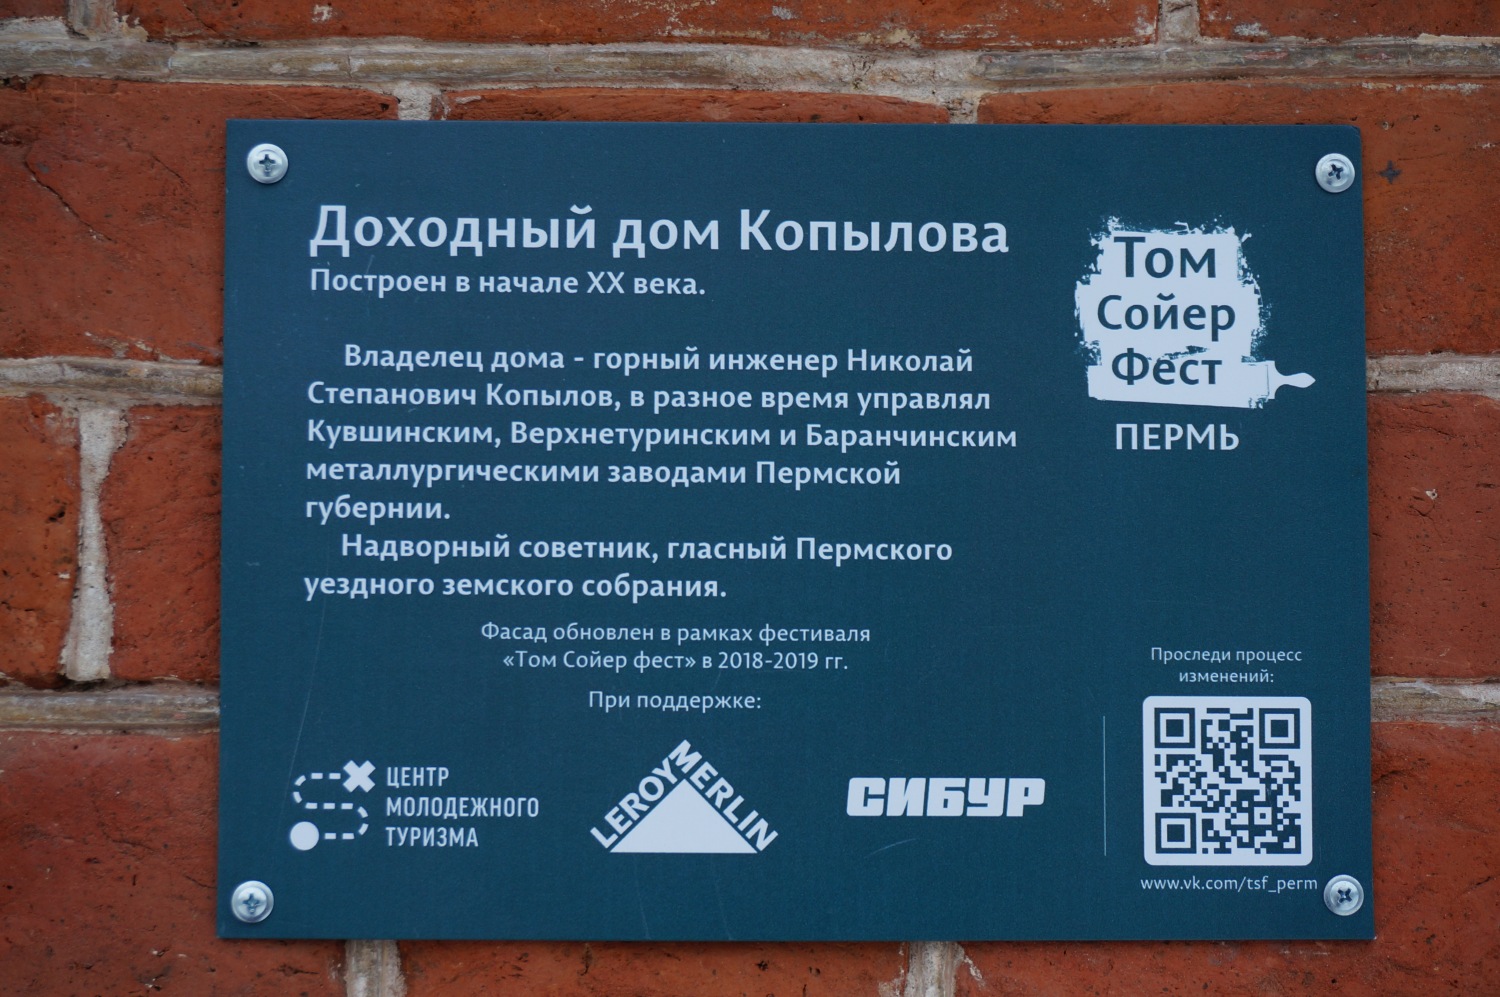 Доходный дом Копылова
Построен в начале XX века.
Владелец дома - горный инженер Николай
Степанович Копылов, в разное время управлял
Кувшинским, Верхнетуринским и Баранчинским
металлургическими заводами Пермской
губернии.
Надворный советник, гласный Пермского
уездного земского собрания.
Фасад обновлен в рамках фестиваля
«Том Сойер фест» в 2018-2019 гг.
При поддержке:
ЦЕНТР
МОЛОДЕЖНОГО
ТУРИЗМА
LEROY MERLIN
СИБУР
Том
Сойер
Фест
ПЕРМЬ
Проследи процесс
изменений:
www.vk.com/tsf_perm